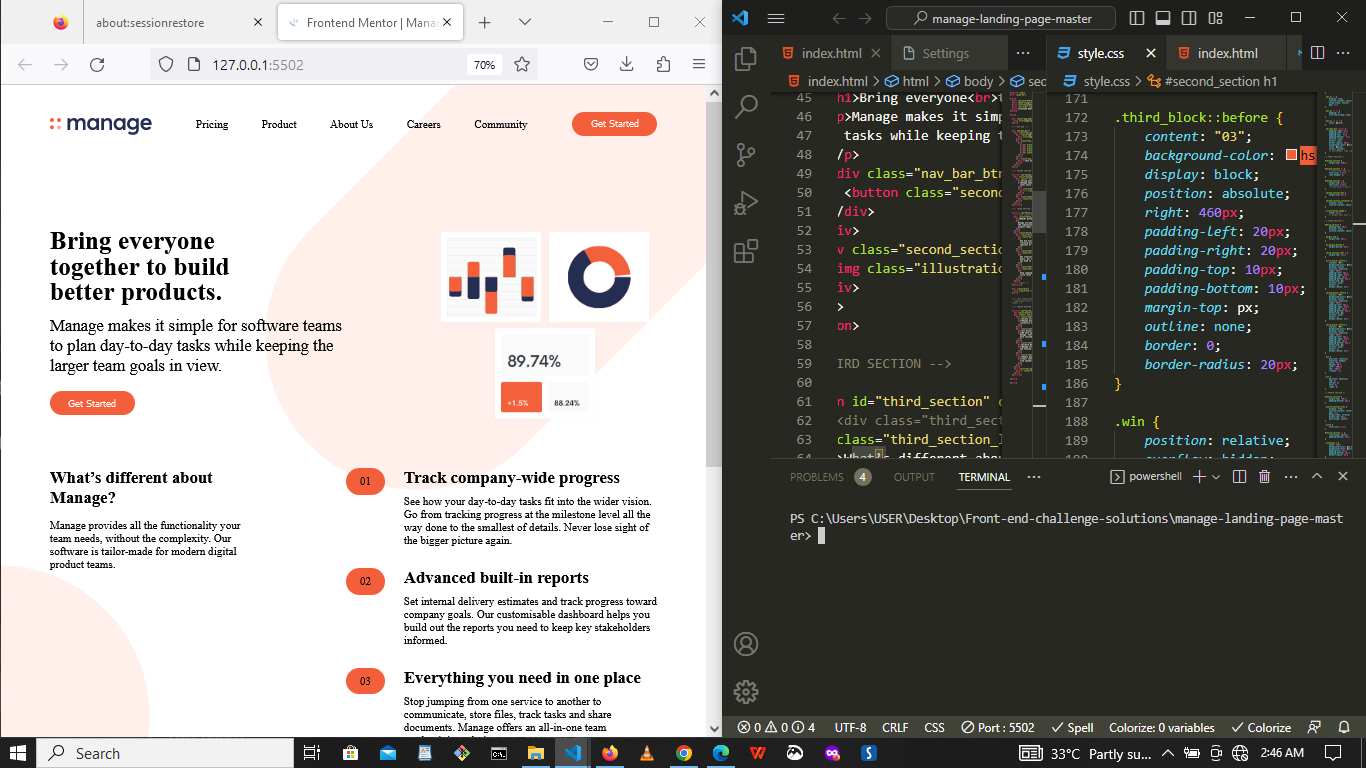 about:sessionrestore
Frontend Mentor | Mana
127.0.0.1:5502
70%
manage
Pricing
Product
About Us
Careers
Community
Get Started
Bring everyone
together to build
better products.
Manage makes it simple for software teams
to plan day-to-day tasks while keeping the
larger team goals in view.
Get Started
89.74%
+1.5%
88.24%
What's different about
Manage?
Manage provides all the functionality your
team needs, without the complexity. Our
software is tailor-made for modern digital
product teams.
01
Track company-wide progress
See how your day-to-day tasks fit into the wider vision.
Go from tracking progress at the milestone level all the
way done to the smallest of details. Never lose sight of
the bigger picture again.
02
Advanced built-in reports
Set internal delivery estimates and track progress toward
company goals. Our customisable dashboard helps you
build out the reports you need to keep key stakeholders
informed.
03
Everything you need in one place
Stop jumping from one service to another to
communicate, store files, track tasks and share
documents. Manage offers an all-in-one team
manage-landing-page-master
index.html
Settings
style.css
index.html
index.html > html > body > sec
style.css > #second_section h1
45 h1>Bring everyone<br>t
46 p>Manage makes it simp
47 tasks while keeping t
48 /p>
49 div class="nav_bar_btn
50 <button class="second
51 /div>
52 iv>
53 v class="second_sectio
54 img class="illustratio
55 iv>
56 >
57 on>
58
59 IRD SECTION -->
60
61 n id="third_section" c
62 <div class="third_sect
63 class="third_section_l
64 >What's different abou
171
172 .third_block::before {
173 content: "03";
174 background-color: hs
175 display: block;
176 position: absolute;
177 right: 460px;
178 padding-left: 20px;
179 padding-right: 20px;
180 padding-top: 10px;
181 padding-bottom: 10px;
182 margin-top: px;
183 outline: none;
184 border: 0;
185 border-radius: 20px;
186 }
187
188 .win {
189 position: relative;
190 overflow: hidden;
PROBLEMS 4
OUTPUT
TERMINAL
powershell
PS C:\Users\USER\Desktop\Front-end-challenge-solutions\manage-landing-page-mast
er>
0 0 4
UTF-8
CRLF
CSS
Port : 5502
Spell
Colorize: 0 variables
Colorize
Search
33°C Partly su...
2:46 AM